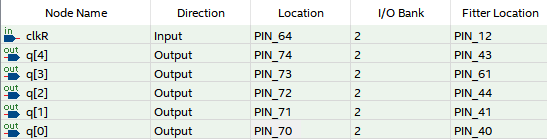 Node Name Direction Location I/O Bank Fitter Location
in clkR Input PIN_64 2 PIN_12
out q[4] Output PIN_74 2 PIN_43
out q[3] Output PIN_73 2 PIN_61
out q[2] Output PIN_72 2 PIN_44
out q[1] Output PIN_71 2 PIN_41
out q[0] Output PIN_70 2 PIN_40